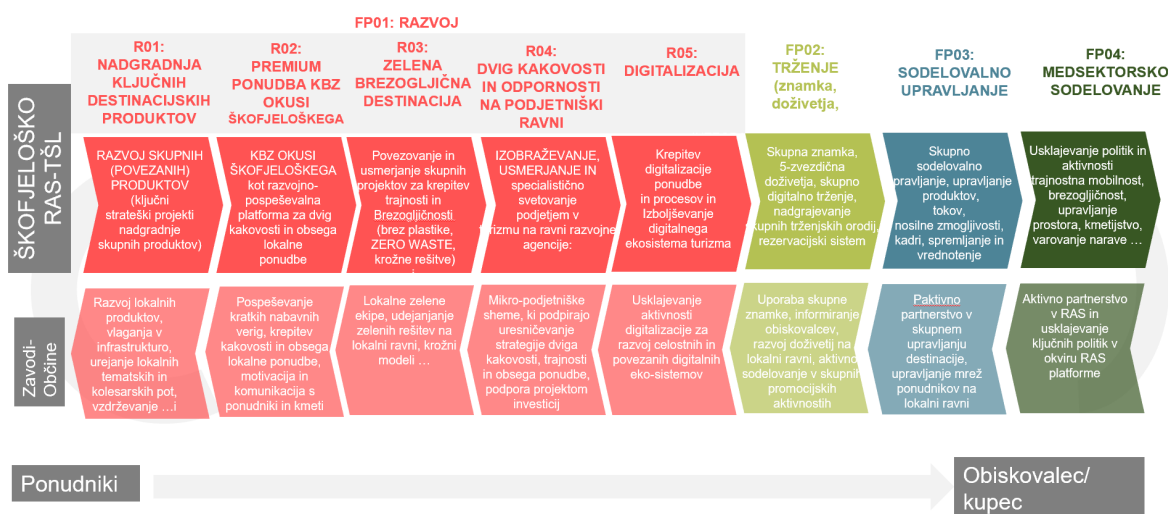 FP01: RAZVOJ
R01:
NADGRADNJA
KLJUČNIH
DESTINACIJSKIH
PRODUKTOV
R02:
PREMIUM
PONUDBA KBZ
OKUSI
ŠKOFJELOŠKEGA
R03:
ZELENA
BREZOGLJIČNA
DESTINACIJA
R04:
DVIG KAKOVOSTI
IN ODPORNOSTI
NA PODJETNIŠKI
RAVNI
R05:
DIGITALIZACIJA
FP02:
TRŽENJE
(znamka,
doživetja,
FP03:
SODELOVALNO
UPRAVLJANJE
FP04:
MEDSEKTORSKO
SODELOVANJE
ŠKOFJELOŠKO
RAS-TŠL
RAZVOJ SKUPNIH
(POVEZANIH)
PRODUKTOV
(ključni
strateški projekti
nadgradnje
skupnih produktov)
KBZ OKUSI
ŠKOFJELOŠKEGA
kot razvojno-
pospeševalna
platforma za dvig
kakovosti in obsega
lokalne
ponudbe
Povezovanje in
usmerjanje skupnih
projektov za krepitev
trajnosti in
Brezogljičnosti
(brez plastike,
ZERO WASTE,
krožne rešitve)
IZOBRAŽEVANJE,
USMERJANJE IN
specialistično
svetovanje
podjetjem v
turizmu na ravni razvojne
agencije:
Krepitev
digitalizacije
ponudbe
in procesov in
Izboljševanje
digitalnega
ekosistema turizma
Skupna znamka,
5-zvezdična
doživetja, skupno
digitalno trženje,
nadgrajevanje
skupnih trženjskih orodij,
rezervacijski sistem
Skupno
sodelovalno
pravljanje, upravljanje
produktov,
tokov,
nosilne zmogljivosti,
kadri, spremljanje in
vrednotenje
Usklajevanje politik in
aktivnosti
trajnostna mobilnost,
brezogljičnost,
upravljanje
prostora, kmetijstvo,
varovanje narave …
Zavodi-
Občine
Razvoj lokalnih
produktov,
vlaganja v
infrastrukturo,
urejanje lokalnih
tematskih in
kolesarskih pot,
vzdrževanje …i
Pospeševanje
kratkih nabavnih
verig, krepitev
kakovosti in obsega
lokalne ponudbe,
motivacija in
komunikacija s
ponudniki in kmeti
Lokalne zelene
ekipe, udejanjanje
zelenih rešitev na
lokalni ravni, krožni
modeli …
Mikro-podjetniške
sheme, ki podpirajo
uresničevanje
strategije dviga
kakovosti, trajnosti
in obsega ponudbe,
podpora projektom
investicij
Usklajevanje
aktivnosti
digitalizacije za
razvoj celostnih in
povezanih digitalnih
eko-sistemov
Uporaba skupne
znamke, informiranje
obiskovalcev,
razvoj doživetij na
lokalni ravni, aktivno
sodelovanje v skupnih
promocijskih
aktivnostih
Paktivno
partnerstvo v
skupnem
upravljanju
destinacije,
upravljanje mrež
ponudnikov na
lokalni ravni
Aktivno partnerstvo
v RAS in
usklajevanje
ključnih politik v
okviru RAS
platforme
Ponudniki
Obiskovalec/
kupec